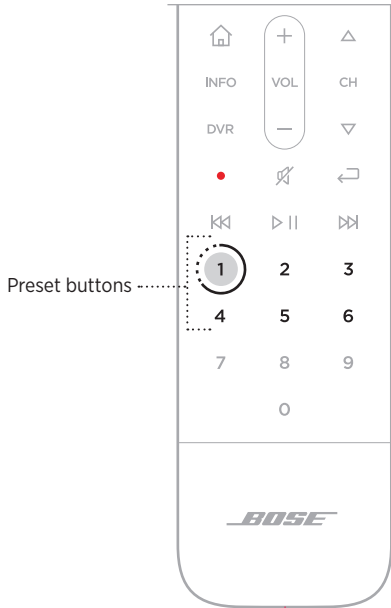 INFO VOL CH
DVR
Preset buttons
1 2 3
4 5 6
7 8 9
0
BOSE